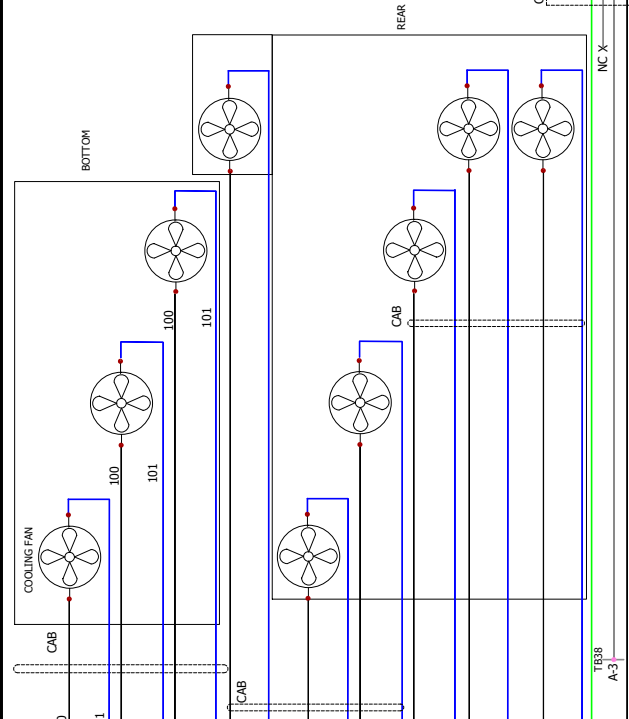 REAR
NC X
BOTTOM
CAB
100
101
100
101
COOLING FAN
CAB
TB38
A-3
CAB